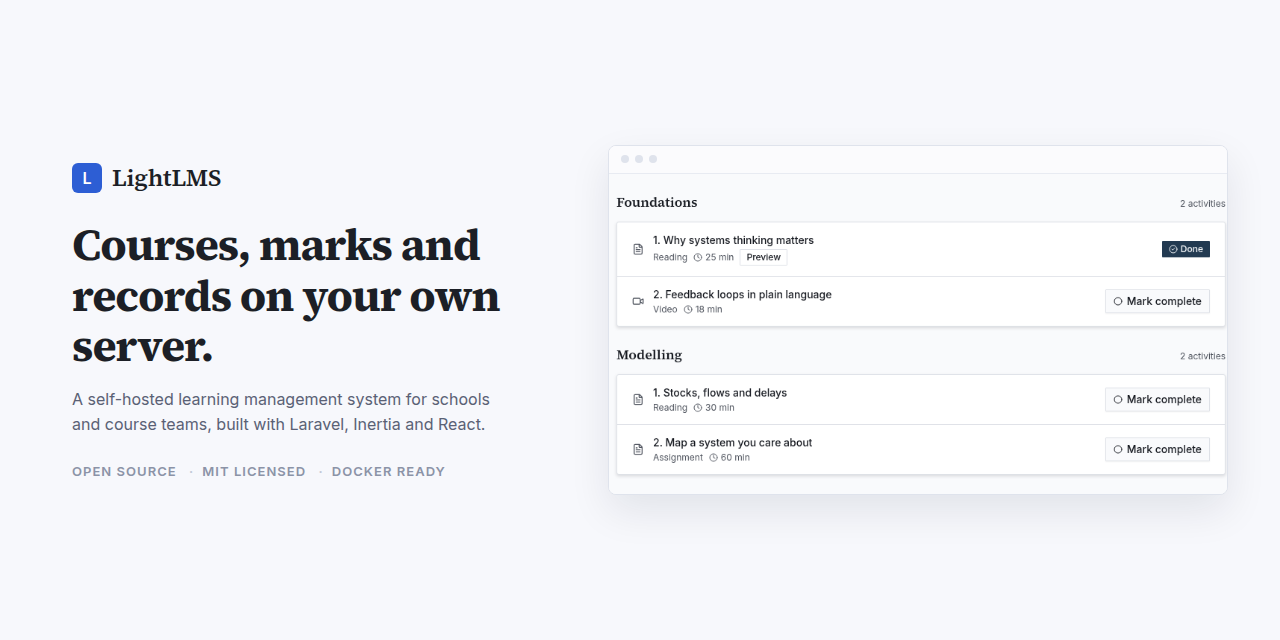 L LightLMS
Courses, marks and
records on your own
server.
A self-hosted learning management system for schools
and course teams, built with Laravel, Inertia and React.
OPEN SOURCE · MIT LICENSED · DOCKER READY
Foundations 2 activities
1. Why systems thinking matters
Reading 25 min Preview
Done
2. Feedback loops in plain language
Video 18 min
Mark complete
Modelling 2 activities
1. Stocks, flows and delays
Reading 30 min
Mark complete
2. Map a system you care about
Assignment 60 min
Mark complete